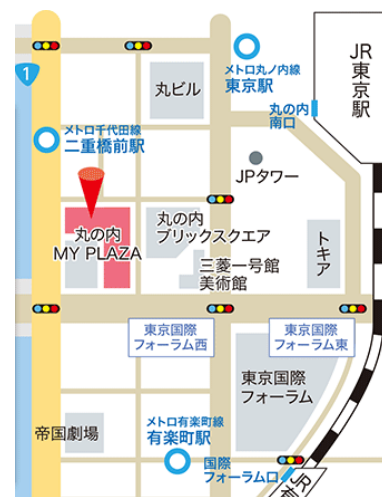 メトロ丸ノ内線
東京駅
JR
東
京
駅
1
丸ビル
丸の内
南口
メトロ千代田線
二重橋前駅
JPタワー
丸の内
MY PLAZA
丸の内
ブリックスクエア
トキア
三菱一号館
美術館
東京国際
フォーラム西
東京国際
フォーラム東
東京国際
フォーラム
帝国劇場
メトロ有楽町線
有楽町駅
国際
フォーラム口